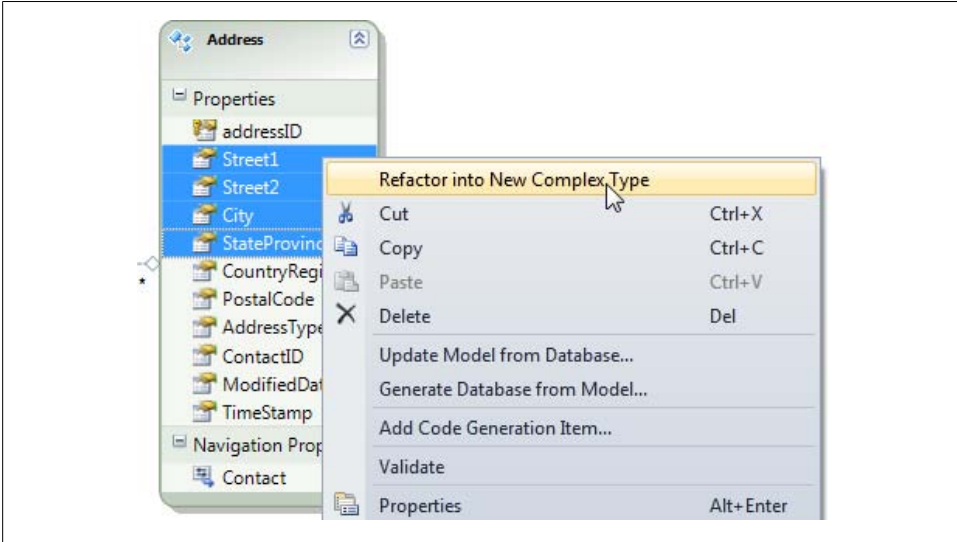 Address
Properties
addressID
Street1
Street2
City
StateProvinc
CountryRegi
PostalCode
AddressType
ContactID
ModifiedDat
TimeStamp
Navigation Prop
Contact
*
Refactor into New Complex Type
Cut Ctrl+X
Copy Ctrl+C
Paste Ctrl+V
Delete Del
Update Model from Database...
Generate Database from Model...
Add Code Generation Item...
Validate
Properties Alt+Enter